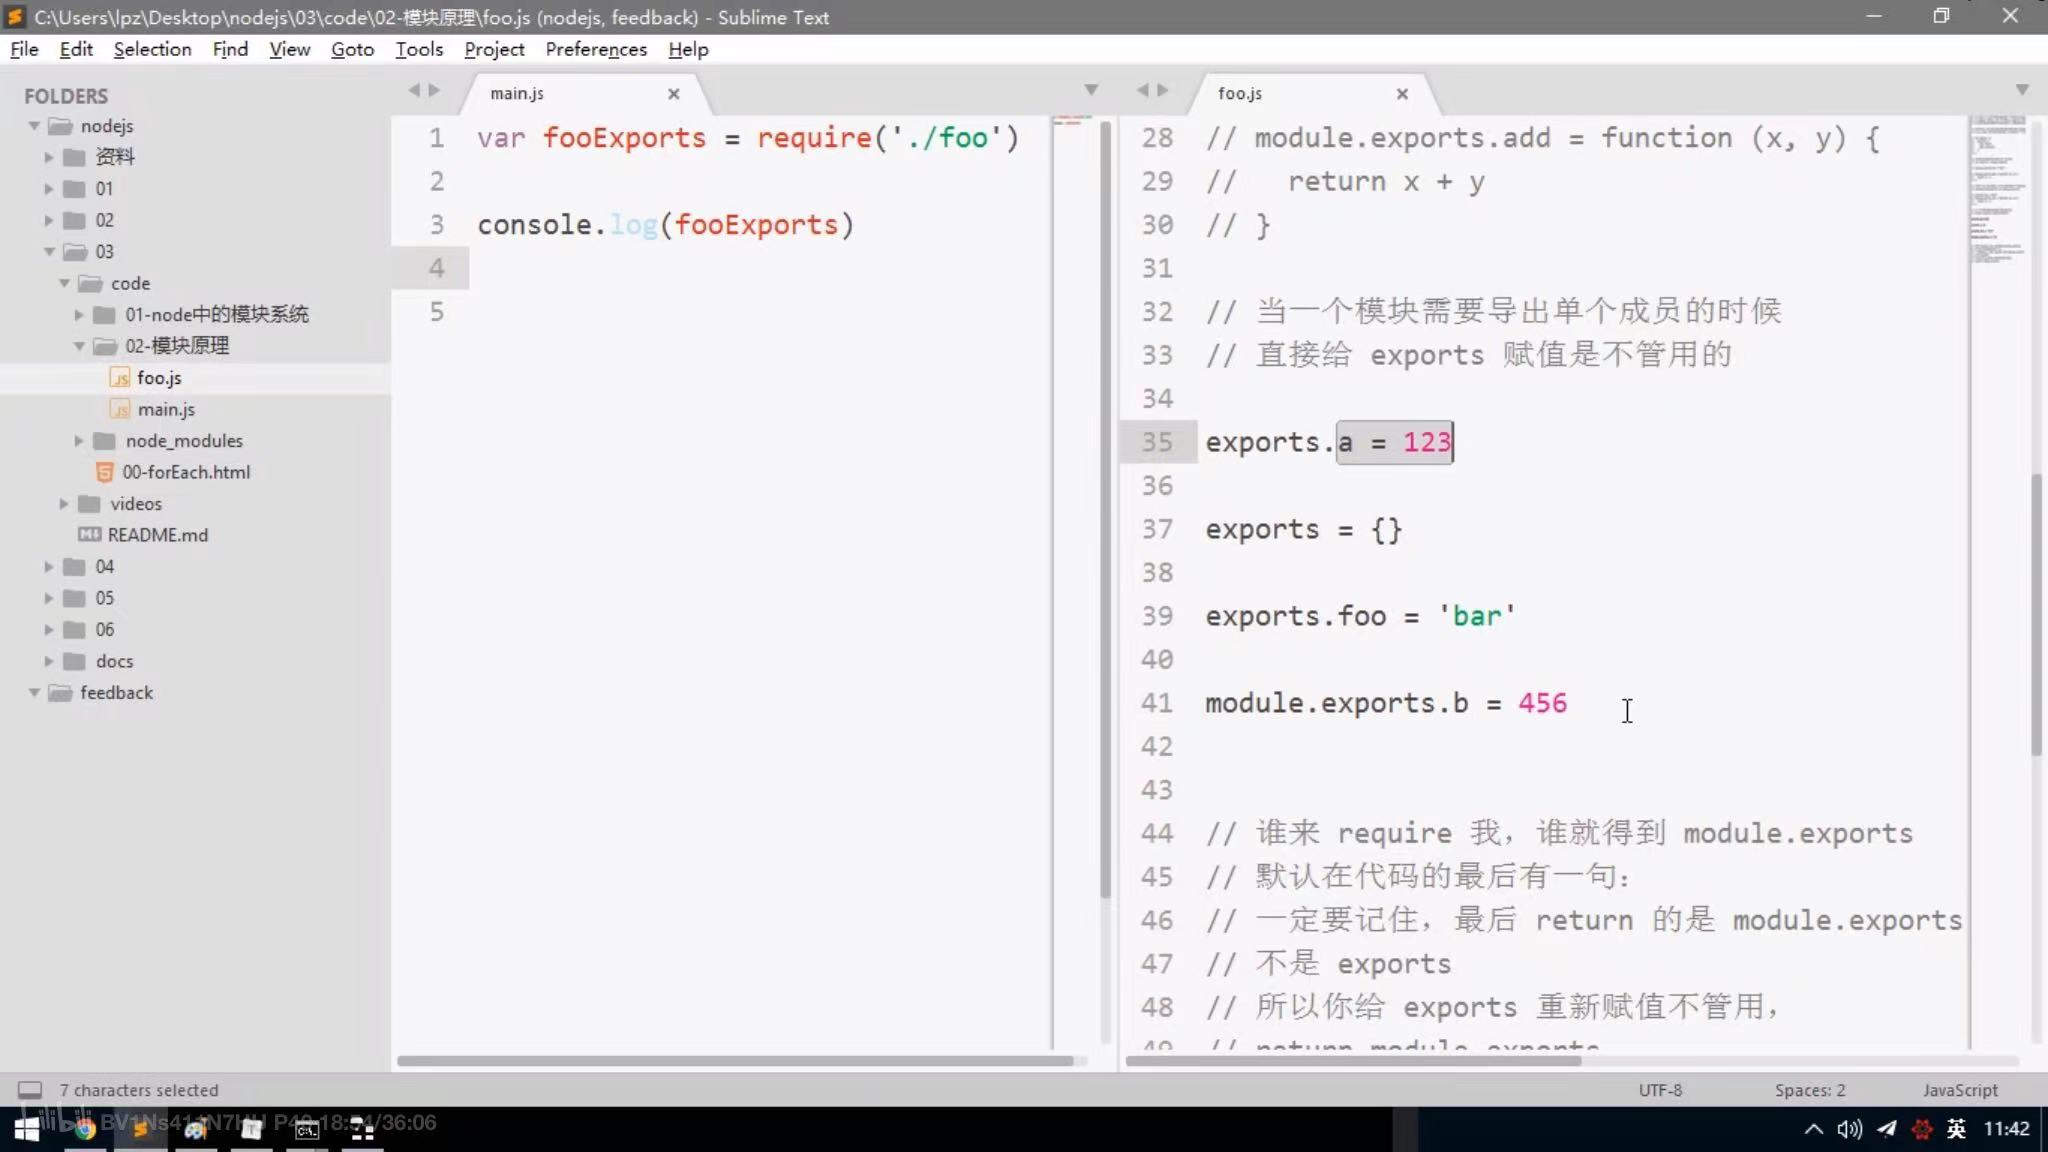 C:\Users\lpz\Desktop\nodejs\03\code\02-模块原理\foo.js (nodejs, feedback) - Sublime Text
File Edit Selection Find View Goto Tools Project Preferences Help
FOLDERS
nodejs
资料
01
02
03
code
01-node中的模块系统
02-模块原理
foo.js
main.js
node_modules
00-forEach.html
videos
README.md
04
05
06
docs
feedback
main.js
1 var fooExports = require('./foo')
2
3 console.log(fooExports)
4
5
foo.js
28 // module.exports.add = function (x, y) {
29 //   return x + y
30 // }
31
32 // 当一个模块需要导出单个成员的时候
33 // 直接给 exports 赋值是不管用的
34
35 exports.a = 123
36
37 exports = {}
38
39 exports.foo = 'bar'
40
41 module.exports.b = 456
42
43
44 // 谁来 require 我，谁就得到 module.exports
45 // 默认在代码的最后有一句：
46 // 一定要记住，最后 return 的是 module.exports
47 // 不是 exports
48 // 所以你给 exports 重新赋值不管用，
49 // return module.exports
7 characters selected
UTF-8 Spaces: 2 JavaScript
英 11:42